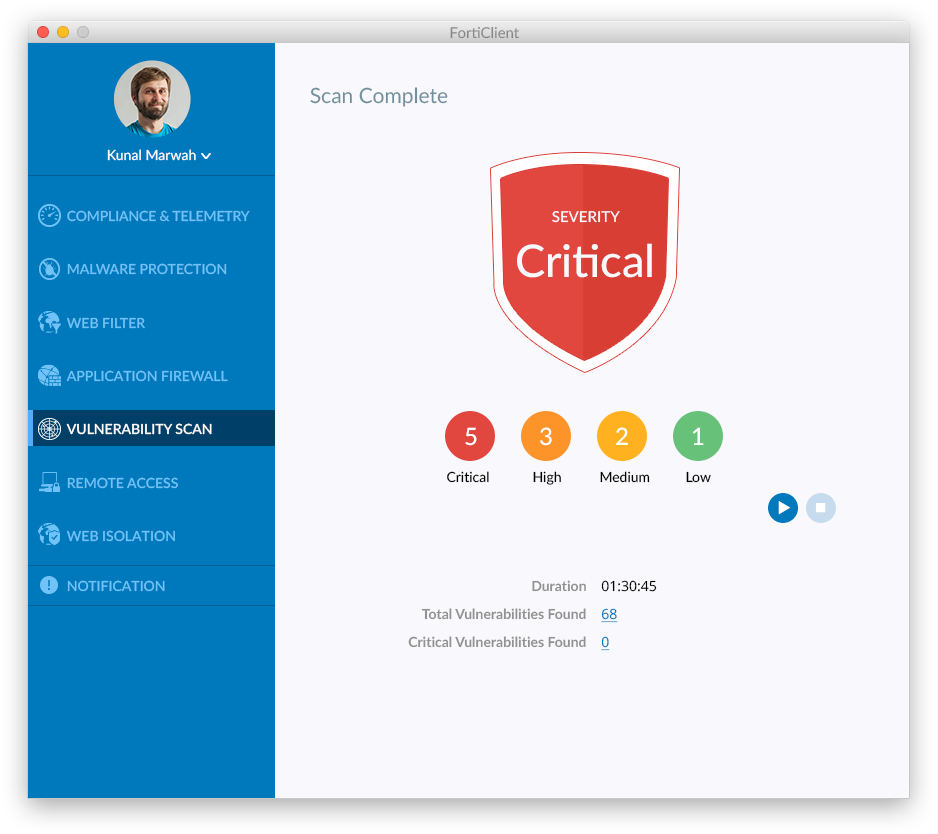 FortiClient
Kunal Marwah
COMPLIANCE & TELEMETRY
MALWARE PROTECTION
WEB FILTER
APPLICATION FIREWALL
VULNERABILITY SCAN
REMOTE ACCESS
WEB ISOLATION
NOTIFICATION
Scan Complete
SEVERITY
Critical
5 3 2 1
Critical High Medium Low
Duration 01:30:45
Total Vulnerabilities Found 68
Critical Vulnerabilities Found 0